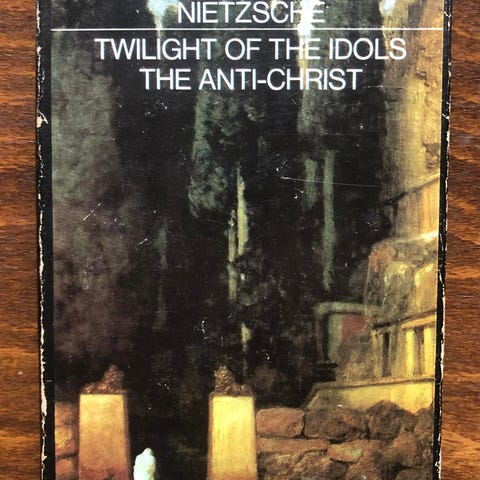 NIETZSCHE
TWILIGHT OF THE IDOLS
THE ANTI-CHRIST